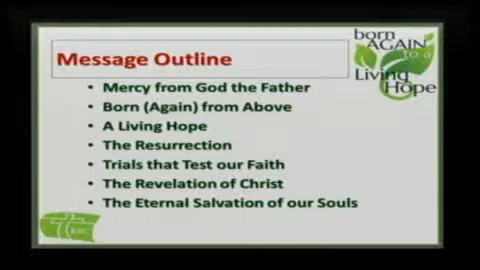 born
AGAIN
to a
Living
Hope
Message Outline
• Mercy from God the Father
• Born (Again) from Above
• A Living Hope
• The Resurrection
• Trials that Test our Faith
• The Revelation of Christ
• The Eternal Salvation of our Souls